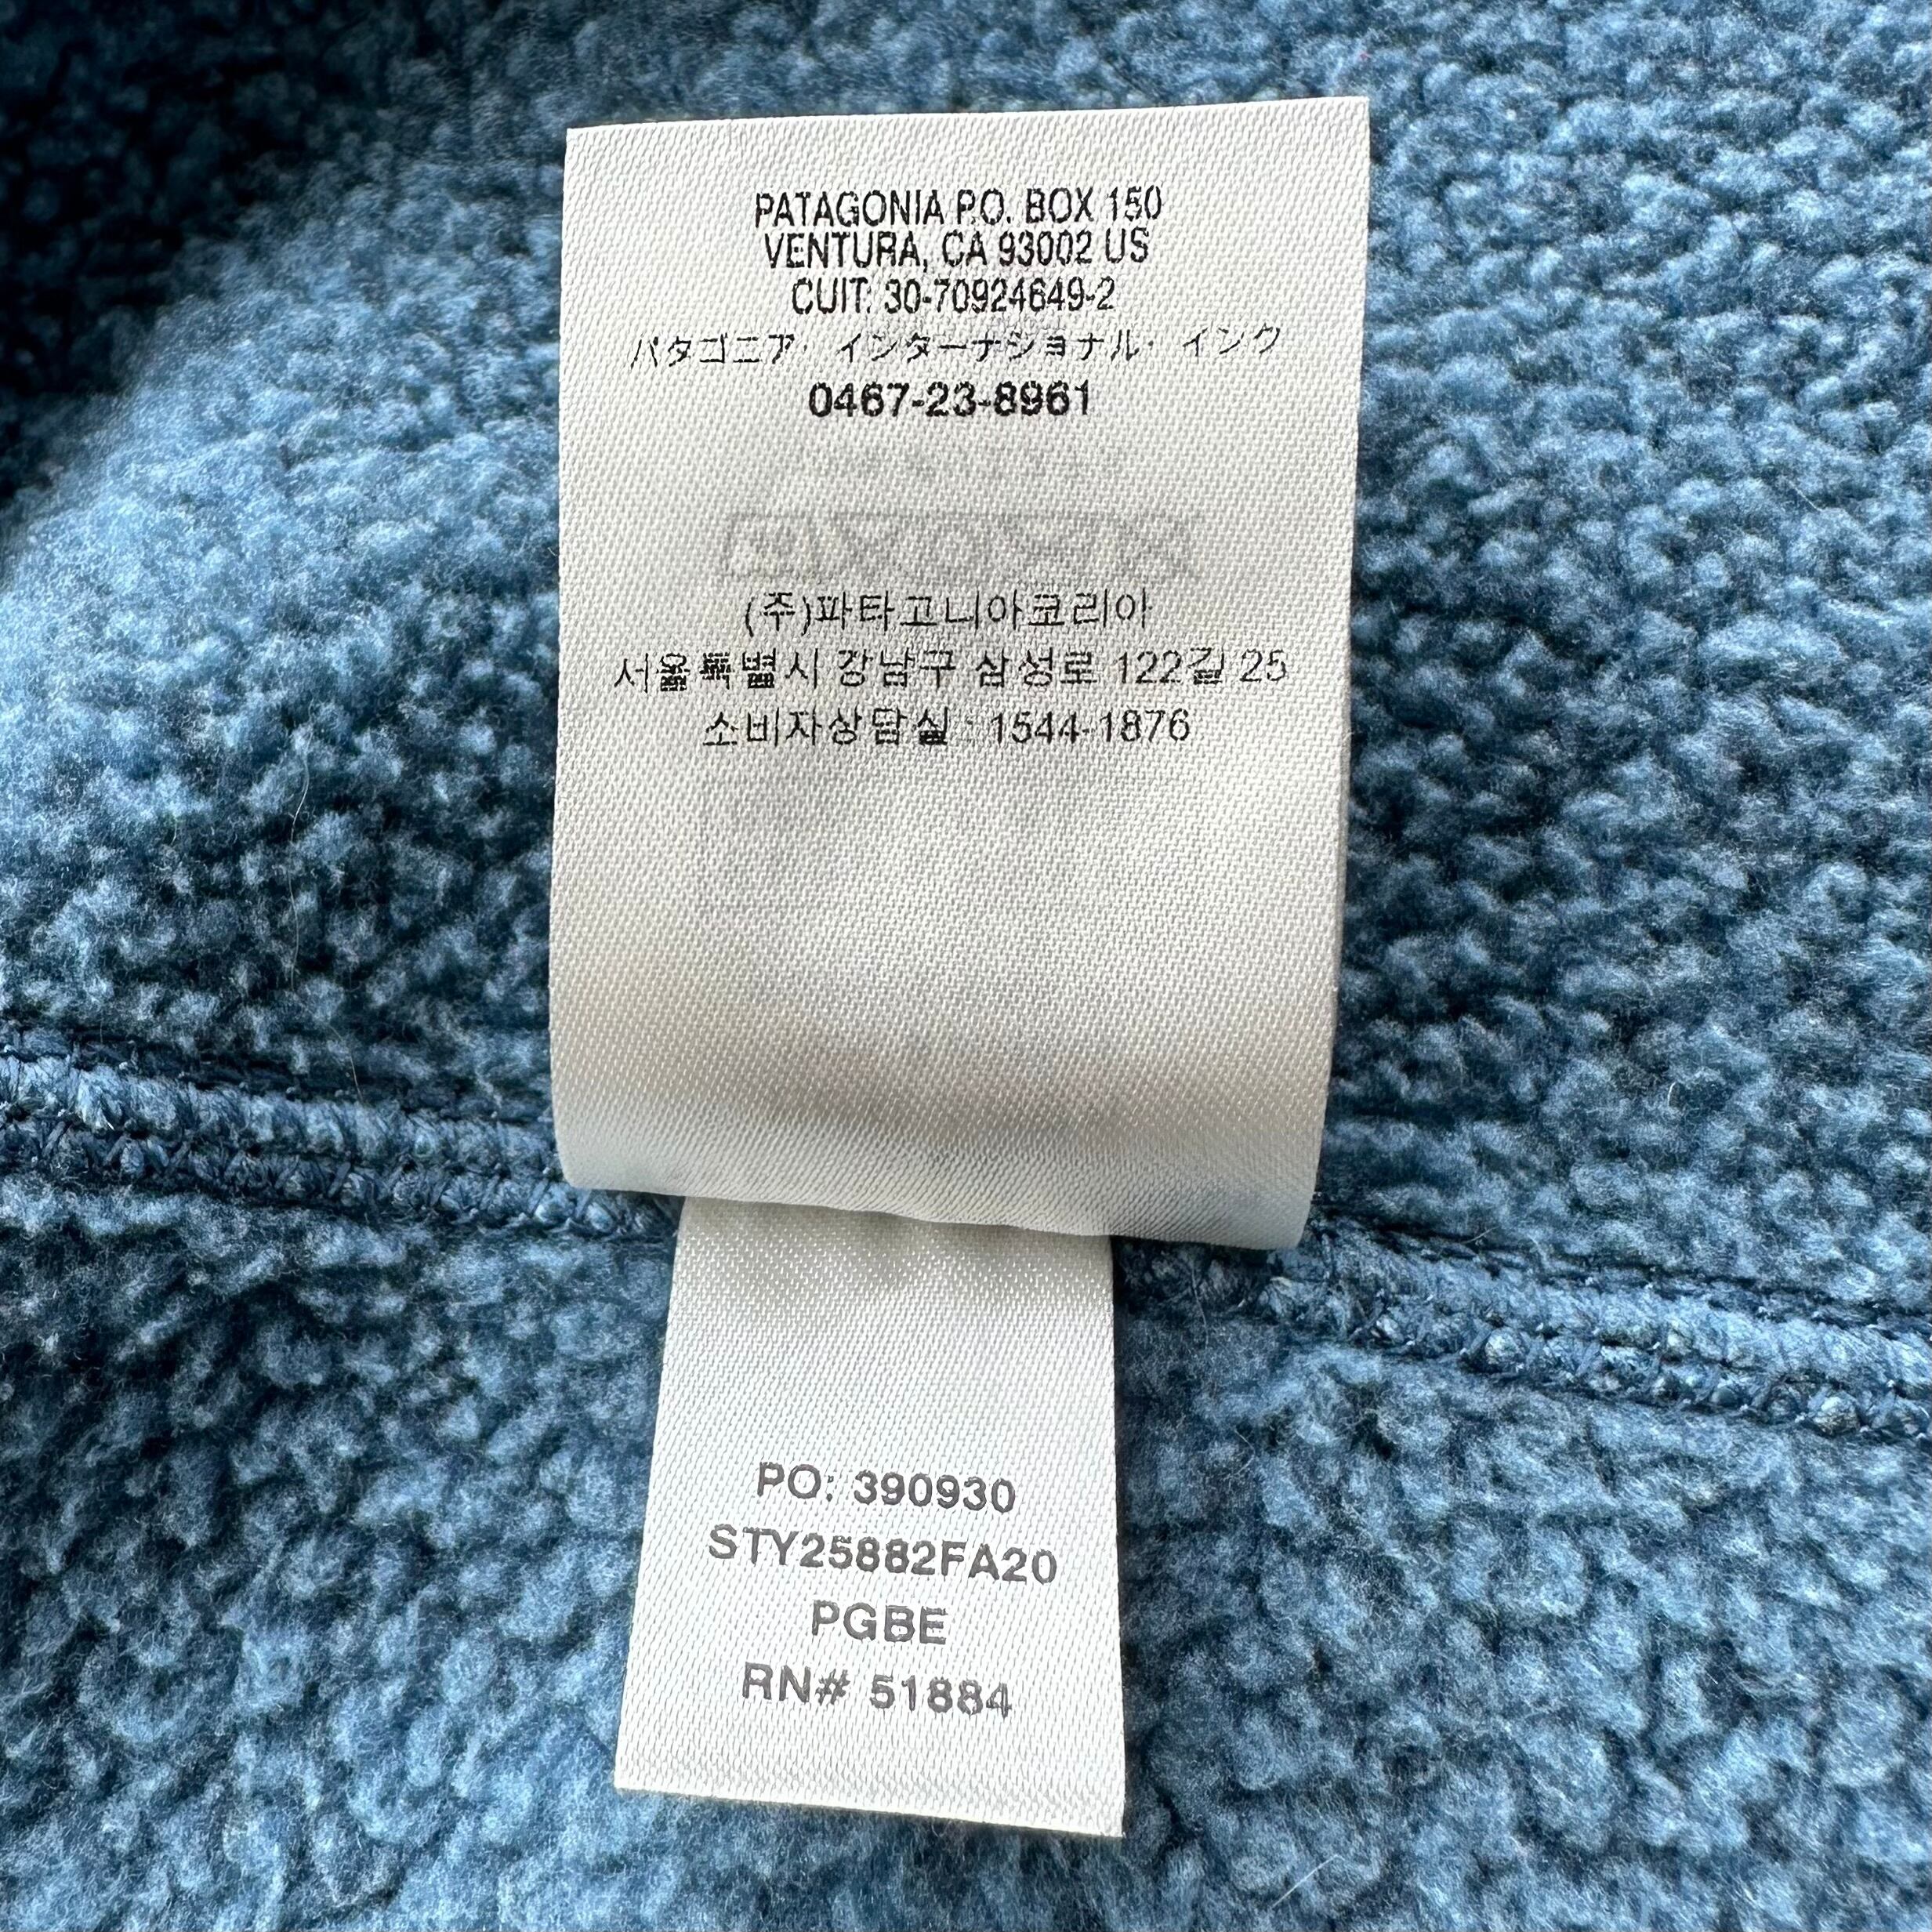 PATAGONIA P.O. BOX 150
VENTURA, CA 93002 US
CUIT: 30-70924649-2
パタゴニア・インターナショナル・インク
0467-23-8961
(주)파타고니아코리아
서울특별시 강남구 삼성로 122길 25
소비자상담실 : 1544-1876
PO: 390930
STY25882FA20
PGBE
RN# 51884